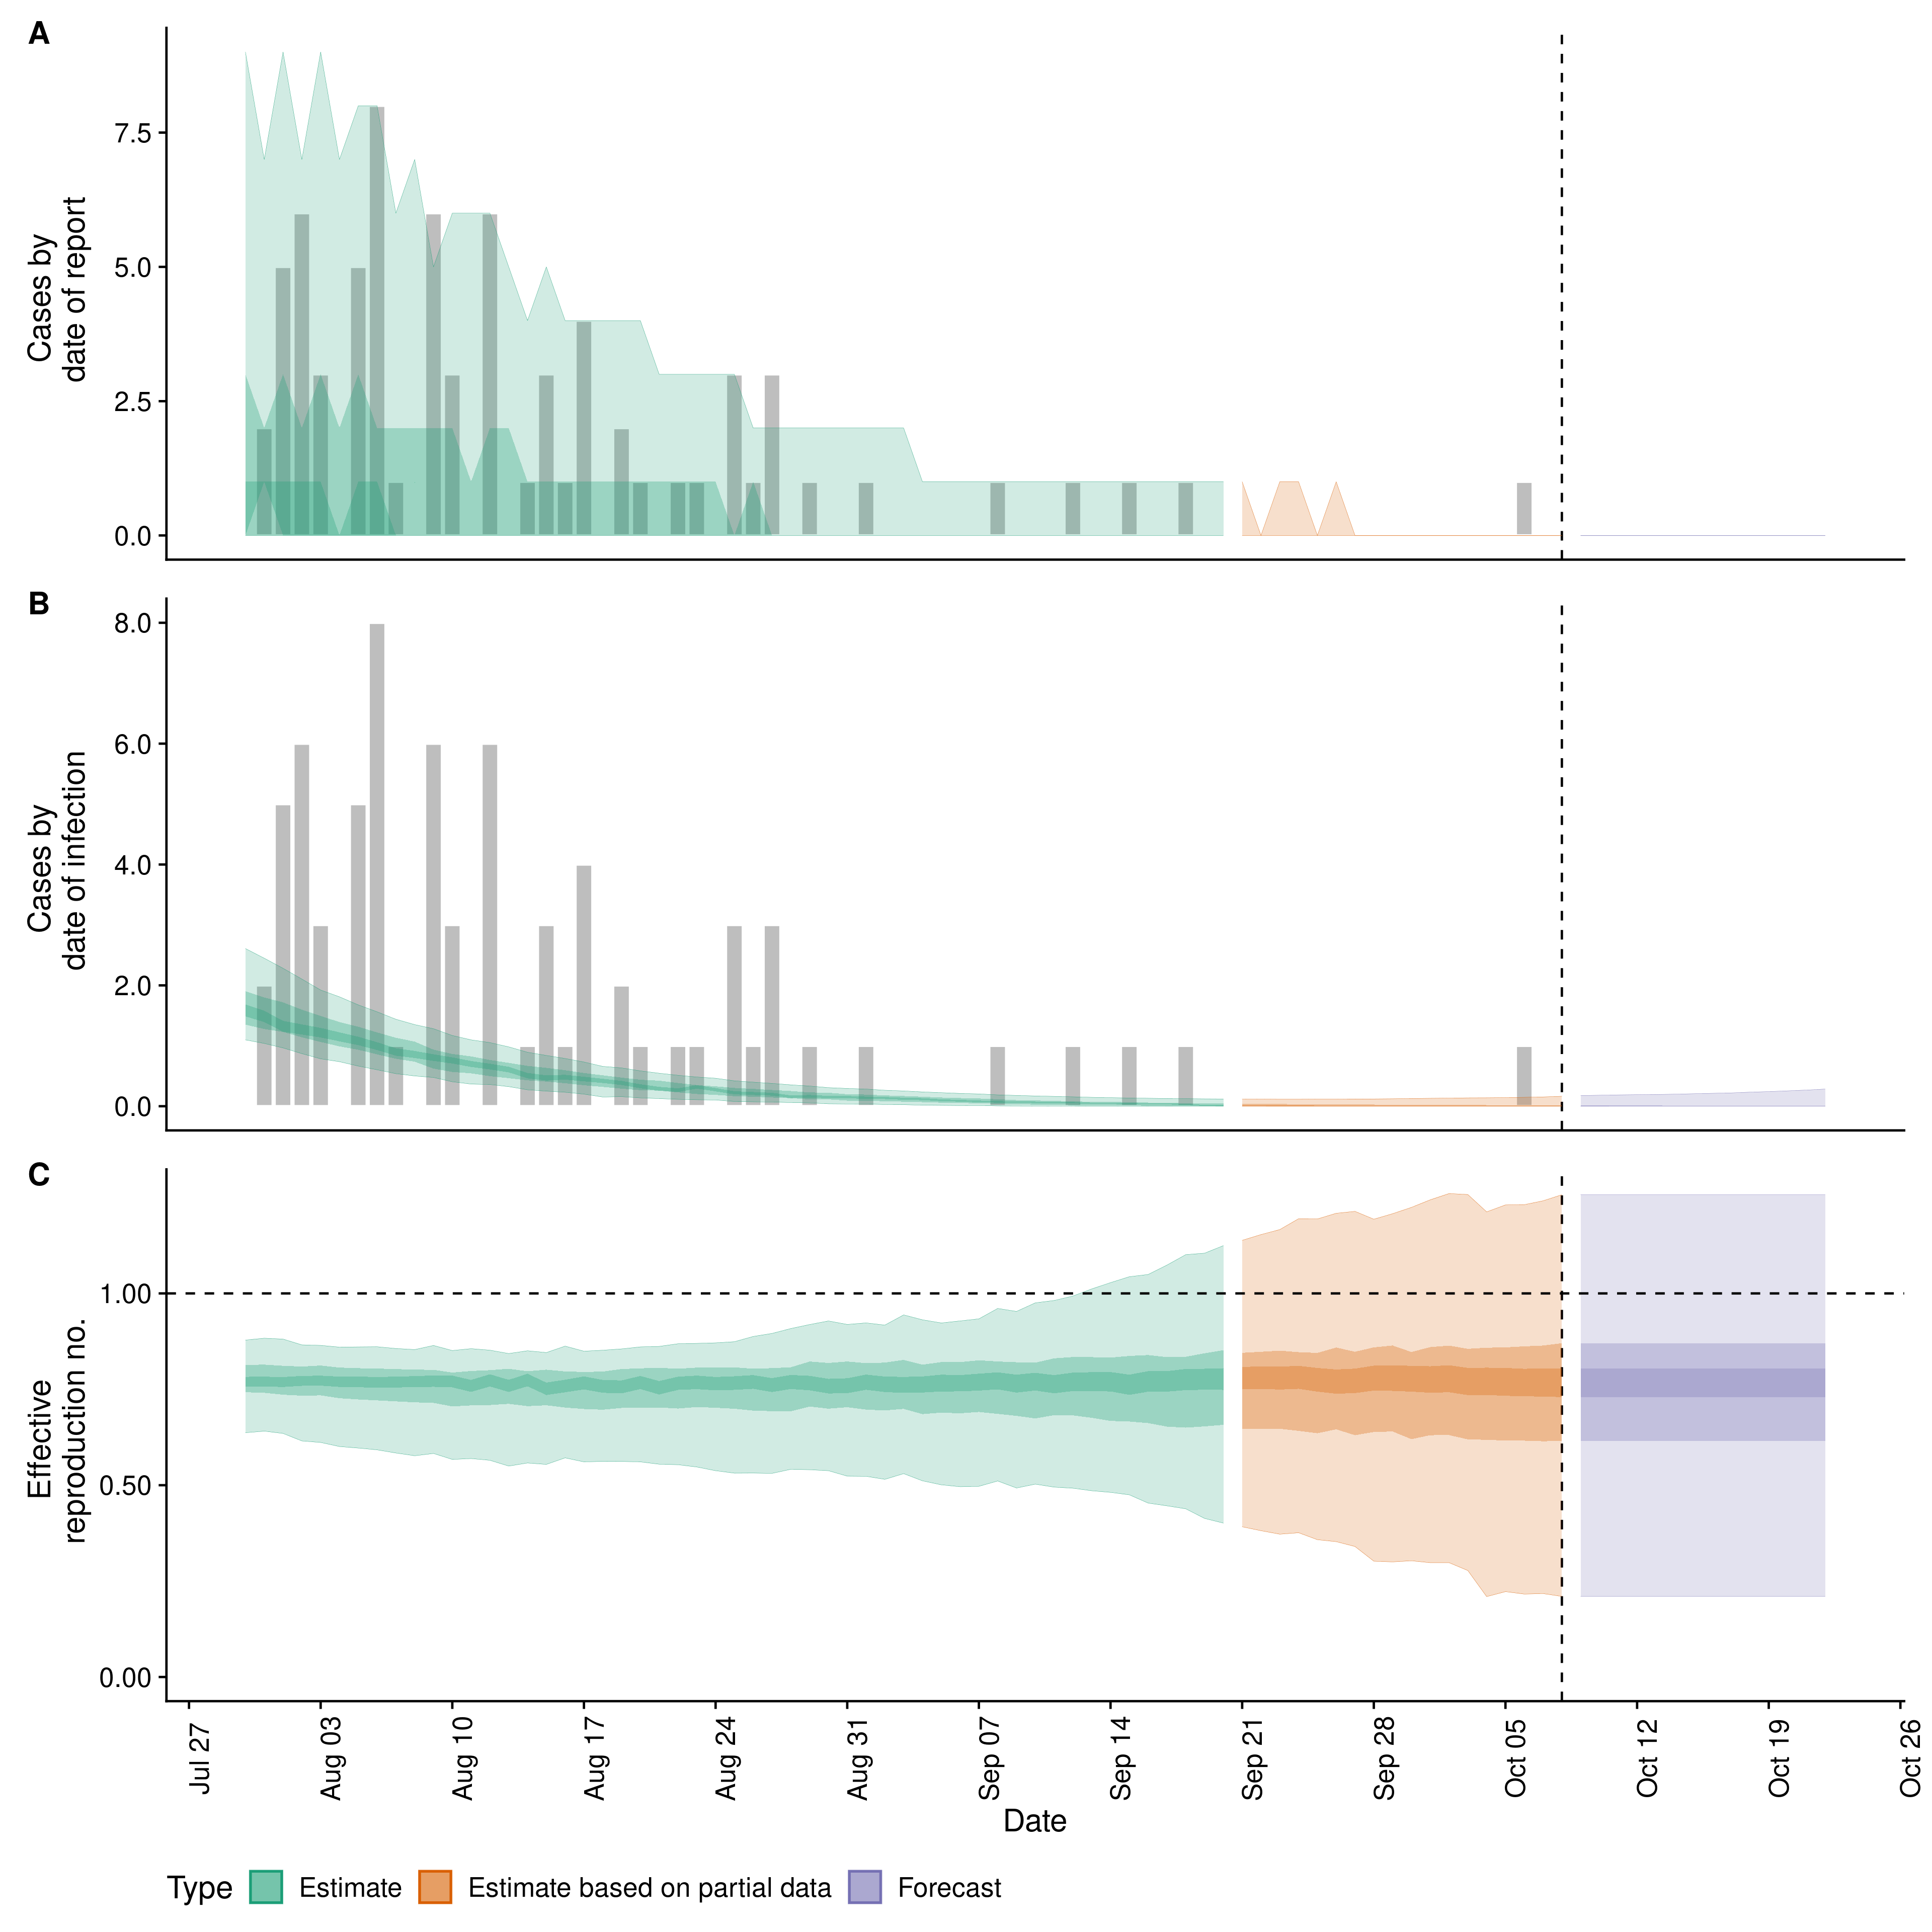 A
Cases by
date of report
7.5
5.0
2.5
0.0
B
Cases by
date of infection
8.0
6.0
4.0
2.0
0.0
C
Effective
reproduction no.
1.00
0.50
0.00
Jul 27
Aug 03
Aug 10
Aug 17
Aug 24
Aug 31
Sep 07
Sep 14
Sep 21
Sep 28
Oct 05
Oct 12
Oct 19
Oct 26
Date
Type Estimate Estimate based on partial data Forecast